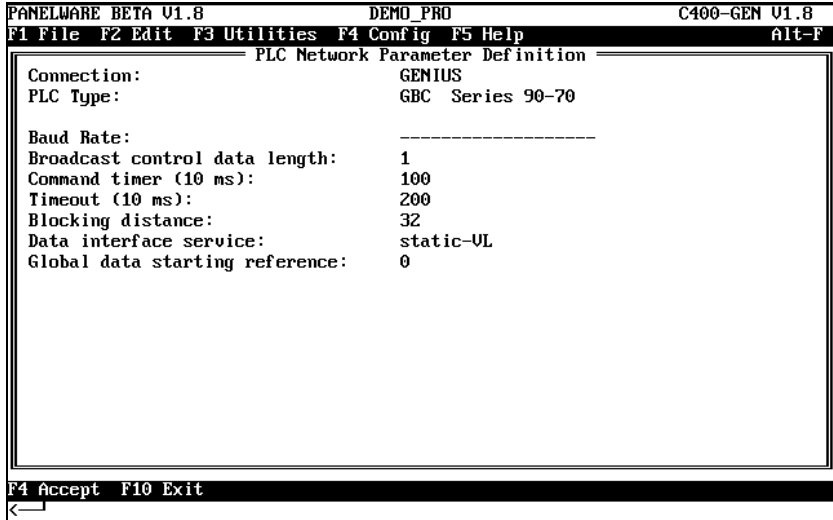 PANELWARE BETA V1.8 DEMO_PRO C400-GEN V1.8
F1 File F2 Edit F3 Utilities F4 Config F5 Help Alt-F
PLC Network Parameter Definition
Connection: GENIUS
PLC Type: GBC Series 90-70
Baud Rate: -------------------
Broadcast control data length: 1
Command timer (10 ms): 100
Timeout (10 ms): 200
Blocking distance: 32
Data interface service: static-VL
Global data starting reference: 0
F4 Accept F10 Exit